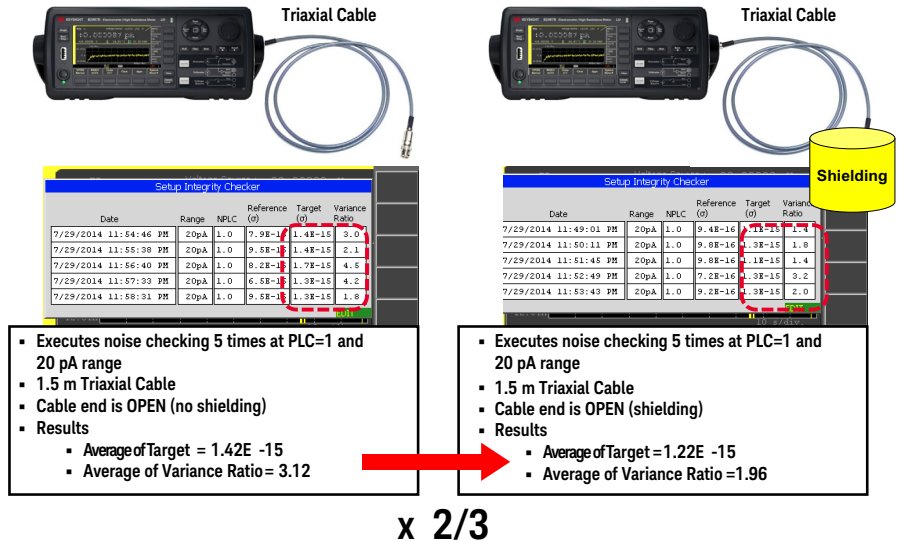 Triaxial Cable
KEYSIGHT B2987A Electrometer/High Resistance Meter
Setup Integrity Checker
Date Range NPLC Reference (σ) Target (σ) Variance Ratio
7/29/2014 11:54:46 PM 20pA 1.0 1.4E-15 3.0
7/29/2014 11:55:38 PM 20pA 1.0 9.5E-16 1.4E-15 2.1
7/29/2014 11:56:40 PM 20pA 1.0 8.2E-16 1.7E-15 4.5
7/29/2014 11:57:33 PM 20pA 1.0 6.5E-16 1.3E-15 4.2
7/29/2014 11:58:31 PM 20pA 1.0 9.5E-16 1.3E-15 1.8
EDIT
▪ Executes noise checking 5 times at PLC=1 and
20 pA range
▪ 1.5 m Triaxial Cable
▪ Cable end is OPEN (no shielding)
▪ Results
▪ Average of Target = 1.42E -15
▪ Average of Variance Ratio = 3.12
Triaxial Cable
Shielding
Setup Integrity Checker
Date Range NPLC Reference (σ) Target (σ) Variance Ratio
7/29/2014 11:49:01 PM 20pA 1.0 9.4E-16 1.4
7/29/2014 11:50:11 PM 20pA 1.0 9.8E-16 1.3E-15 1.8
7/29/2014 11:51:45 PM 20pA 1.0 9.8E-16 1.1E-15 1.4
7/29/2014 11:52:49 PM 20pA 1.0 7.2E-16 1.3E-15 3.2
7/29/2014 11:53:43 PM 20pA 1.0 9.2E-16 1.3E-15 2.0
EDIT
10 s/div.
▪ Executes noise checking 5 times at PLC=1 and
20 pA range
▪ 1.5 m Triaxial Cable
▪ Cable end is OPEN (shielding)
▪ Results
▪ Average of Target =1.22E -15
▪ Average of Variance Ratio =1.96
x 2/3